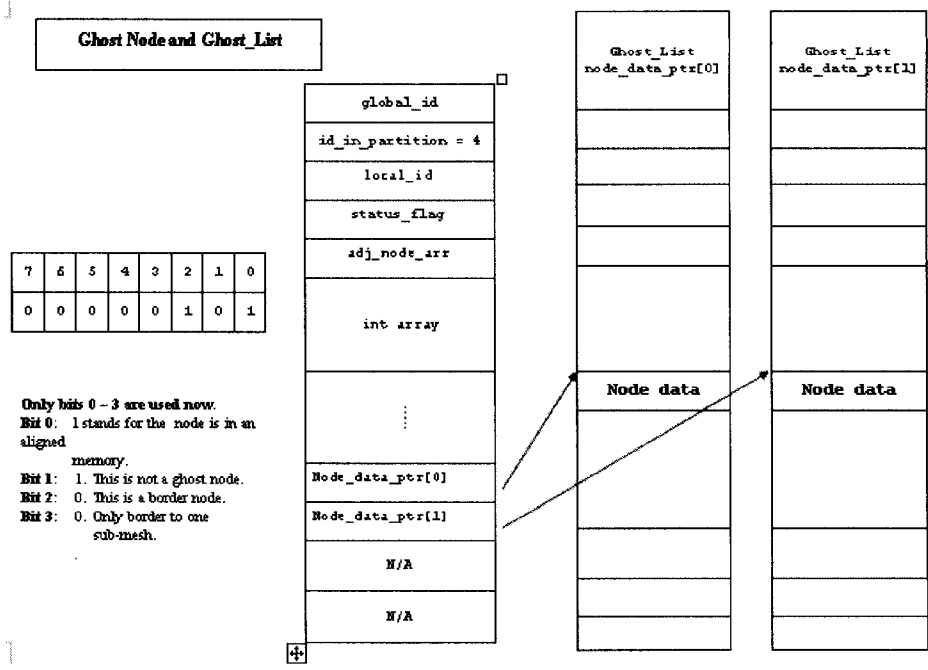 Ghost Node and Ghost_List
global_id
id_in_partition = 4
local_id
status_flag
adj_node_arr
int array
Node_data_ptr[0]
Node_data_ptr[1]
N/A
N/A
7 6 5 4 3 2 1 0
0 0 0 0 0 1 0 1
Only bits 0 – 3 are used now.
Bit 0: 1 stands for the node is in an
aligned
memory.
Bit 1: 1. This is not a ghost node.
Bit 2: 0. This is a border node.
Bit 3: 0. Only border to one
sub-mesh.
Ghost_List
node_data_ptr[0]
Node data
Ghost_List
node_data_ptr[1]
Node data